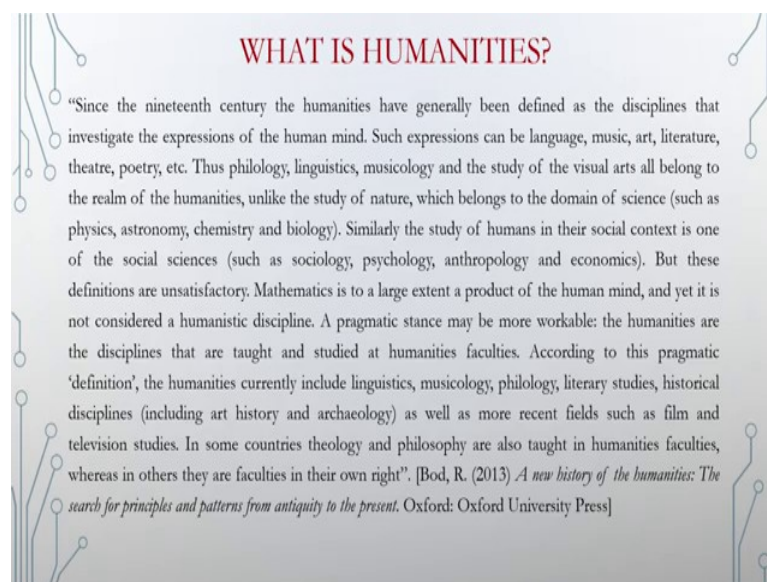 WHAT IS HUMANITIES?
“Since the nineteenth century the humanities have generally been defined as the disciplines that
investigate the expressions of the human mind. Such expressions can be language, music, art, literature,
theatre, poetry, etc. Thus philology, linguistics, musicology and the study of the visual arts all belong to
the realm of the humanities, unlike the study of nature, which belongs to the domain of science (such as
physics, astronomy, chemistry and biology). Similarly the study of humans in their social context is one
of the social sciences (such as sociology, psychology, anthropology and economics). But these
definitions are unsatisfactory. Mathematics is to a large extent a product of the human mind, and yet it is
not considered a humanistic discipline. A pragmatic stance may be more workable: the humanities are
the disciplines that are taught and studied at humanities faculties. According to this pragmatic
‘definition’, the humanities currently include linguistics, musicology, philology, literary studies, historical
disciplines (including art history and archaeology) as well as more recent fields such as film and
television studies. In some countries theology and philosophy are also taught in humanities faculties,
whereas in others they are faculties in their own right”. [Bod, R. (2013) A new history of the humanities: The
search for principles and patterns from antiquity to the present. Oxford: Oxford University Press]